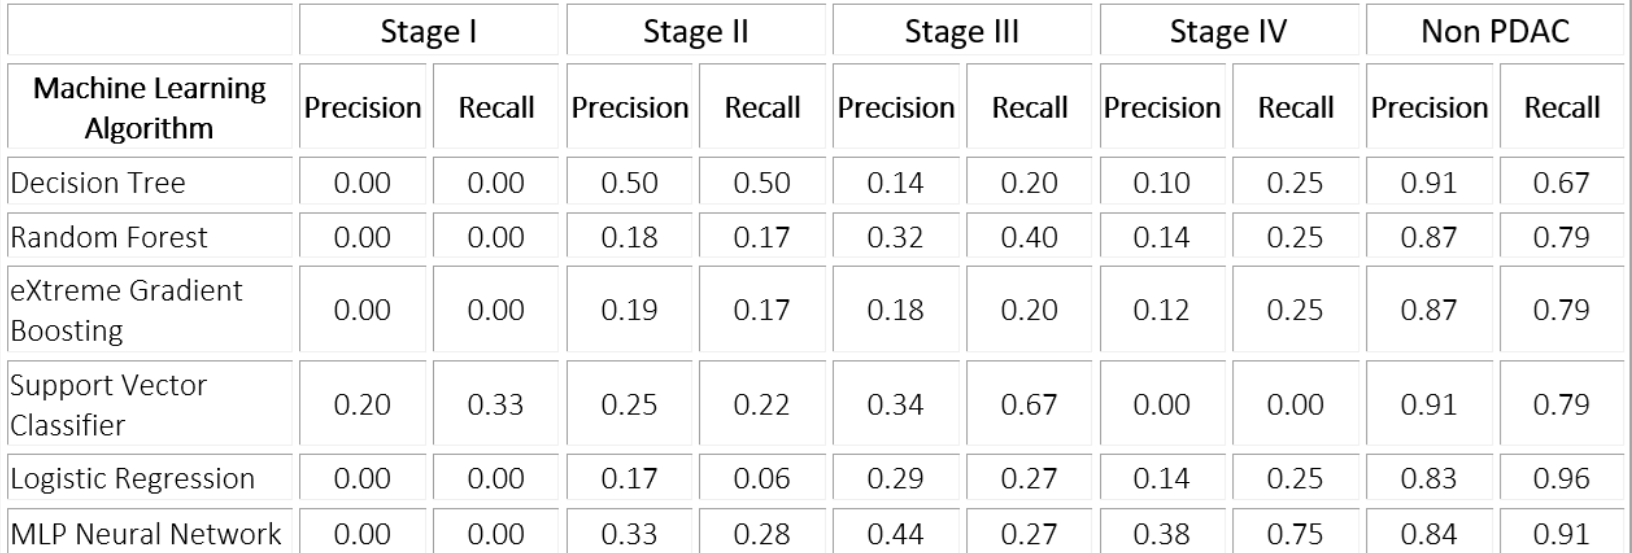 Stage I Stage II Stage III Stage IV Non PDAC
Machine Learning
Algorithm
Precision Recall Precision Recall Precision Recall Precision Recall Precision Recall
Decision Tree 0.00 0.00 0.50 0.50 0.14 0.20 0.10 0.25 0.91 0.67
Random Forest 0.00 0.00 0.18 0.17 0.32 0.40 0.14 0.25 0.87 0.79
eXtreme Gradient
Boosting
0.00 0.00 0.19 0.17 0.18 0.20 0.12 0.25 0.87 0.79
Support Vector
Classifier
0.20 0.33 0.25 0.22 0.34 0.67 0.00 0.00 0.91 0.79
Logistic Regression 0.00 0.00 0.17 0.06 0.29 0.27 0.14 0.25 0.83 0.96
MLP Neural Network 0.00 0.00 0.33 0.28 0.44 0.27 0.38 0.75 0.84 0.91